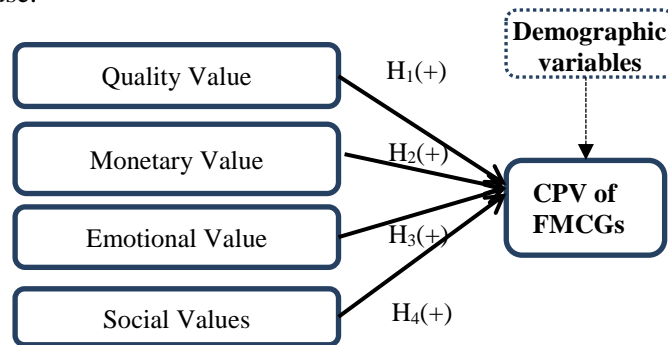 Demographic
variables
Quality Value
H₁(+)
Monetary Value
H₂(+)
CPV of
FMCGs
Emotional Value
H₃(+)
Social Values
H₄(+)